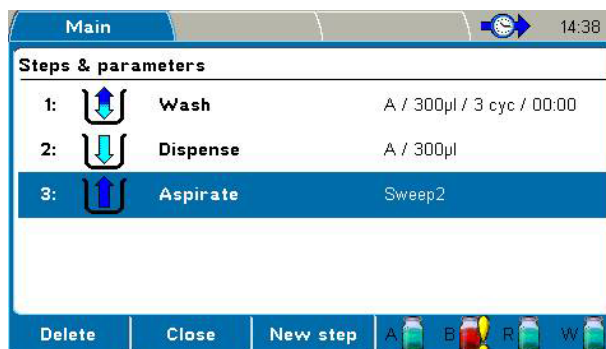 Main 14:38
Steps & parameters
1: Wash A / 300µl / 3 cyc / 00:00
2: Dispense A / 300µl
3: Aspirate Sweep2
Delete Close New step A B R W